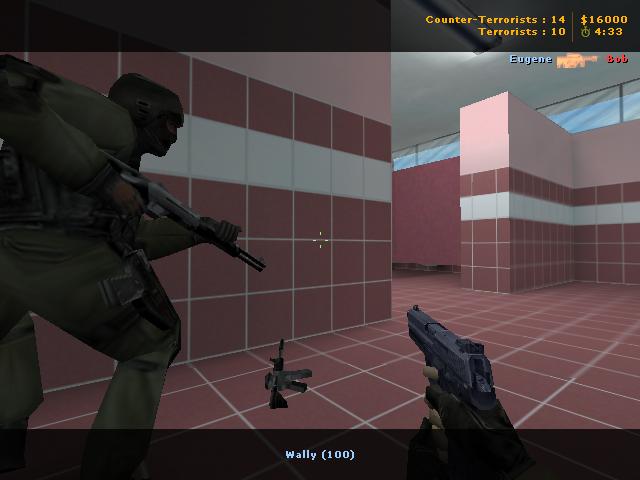 Counter-Terrorists : 14 $16000
Terrorists : 10 4:33
Eugene Bob
Wally (100)